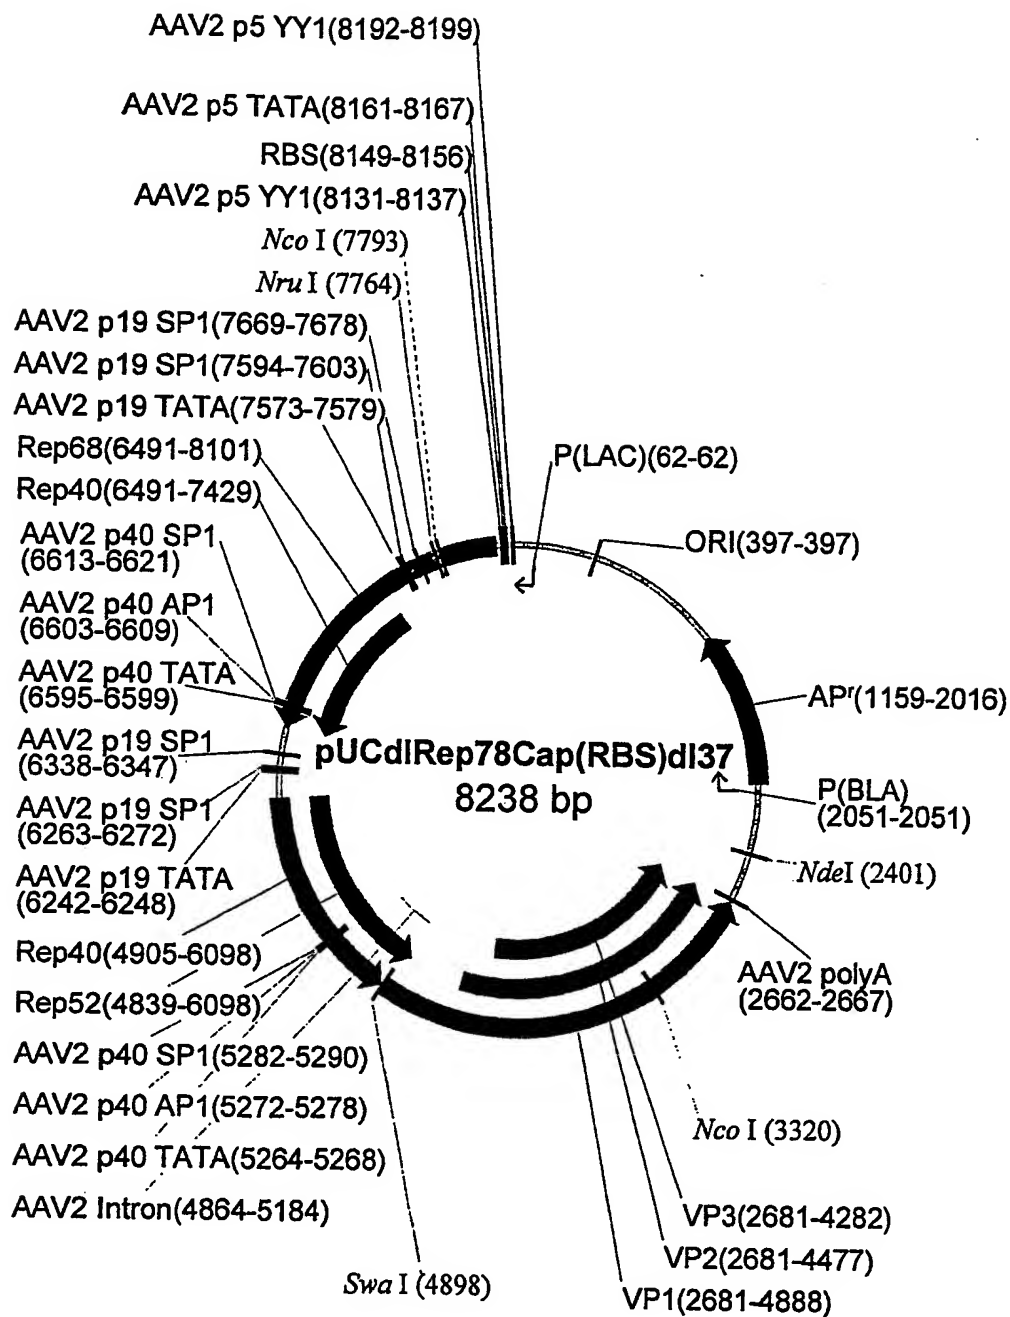 AAV2 p5 YY1(8192-8199)
AAV2 p5 TATA(8161-8167)
RBS(8149-8156)
AAV2 p5 YY1(8131-8137)
Nco I (7793)
Nru I (7764)
AAV2 p19 SP1(7669-7678)
AAV2 p19 SP1(7594-7603)
AAV2 p19 TATA(7573-7579)
Rep68(6491-8101)
Rep40(6491-7429)
AAV2 p40 SP1
(6613-6621)
AAV2 p40 AP1
(6603-6609)
AAV2 p40 TATA
(6595-6599)
AAV2 p19 SP1
(6338-6347)
AAV2 p19 SP1
(6263-6272)
AAV2 p19 TATA
(6242-6248)
Rep40(4905-6098)
Rep52(4839-6098)
AAV2 p40 SP1(5282-5290)
AAV2 p40 AP1(5272-5278)
AAV2 p40 TATA(5264-5268)
AAV2 Intron(4864-5184)
Swa I (4898)
pUCdlRep78Cap(RBS)dl37
8238 bp
P(LAC)(62-62)
ORI(397-397)
APʳ(1159-2016)
P(BLA)
(2051-2051)
NdeI (2401)
AAV2 polyA
(2662-2667)
Nco I (3320)
VP3(2681-4282)
VP2(2681-4477)
VP1(2681-4888)